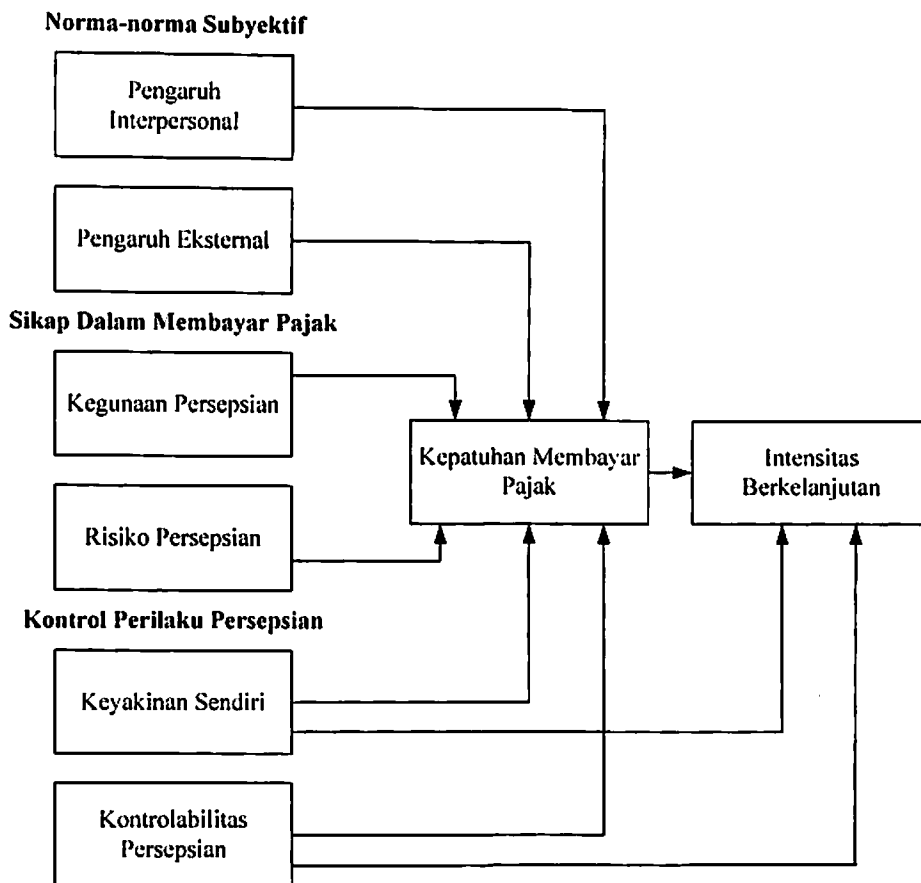 Norma-norma Subyektif
Pengaruh
Interpersonal
Pengaruh Eksternal
Sikap Dalam Membayar Pajak
Kegunaan Persepsian
Risiko Persepsian
Kepatuhan Membayar
Pajak
Intensitas
Berkelanjutan
Kontrol Perilaku Persepsian
Keyakinan Sendiri
Kontrolabilitas
Persepsian